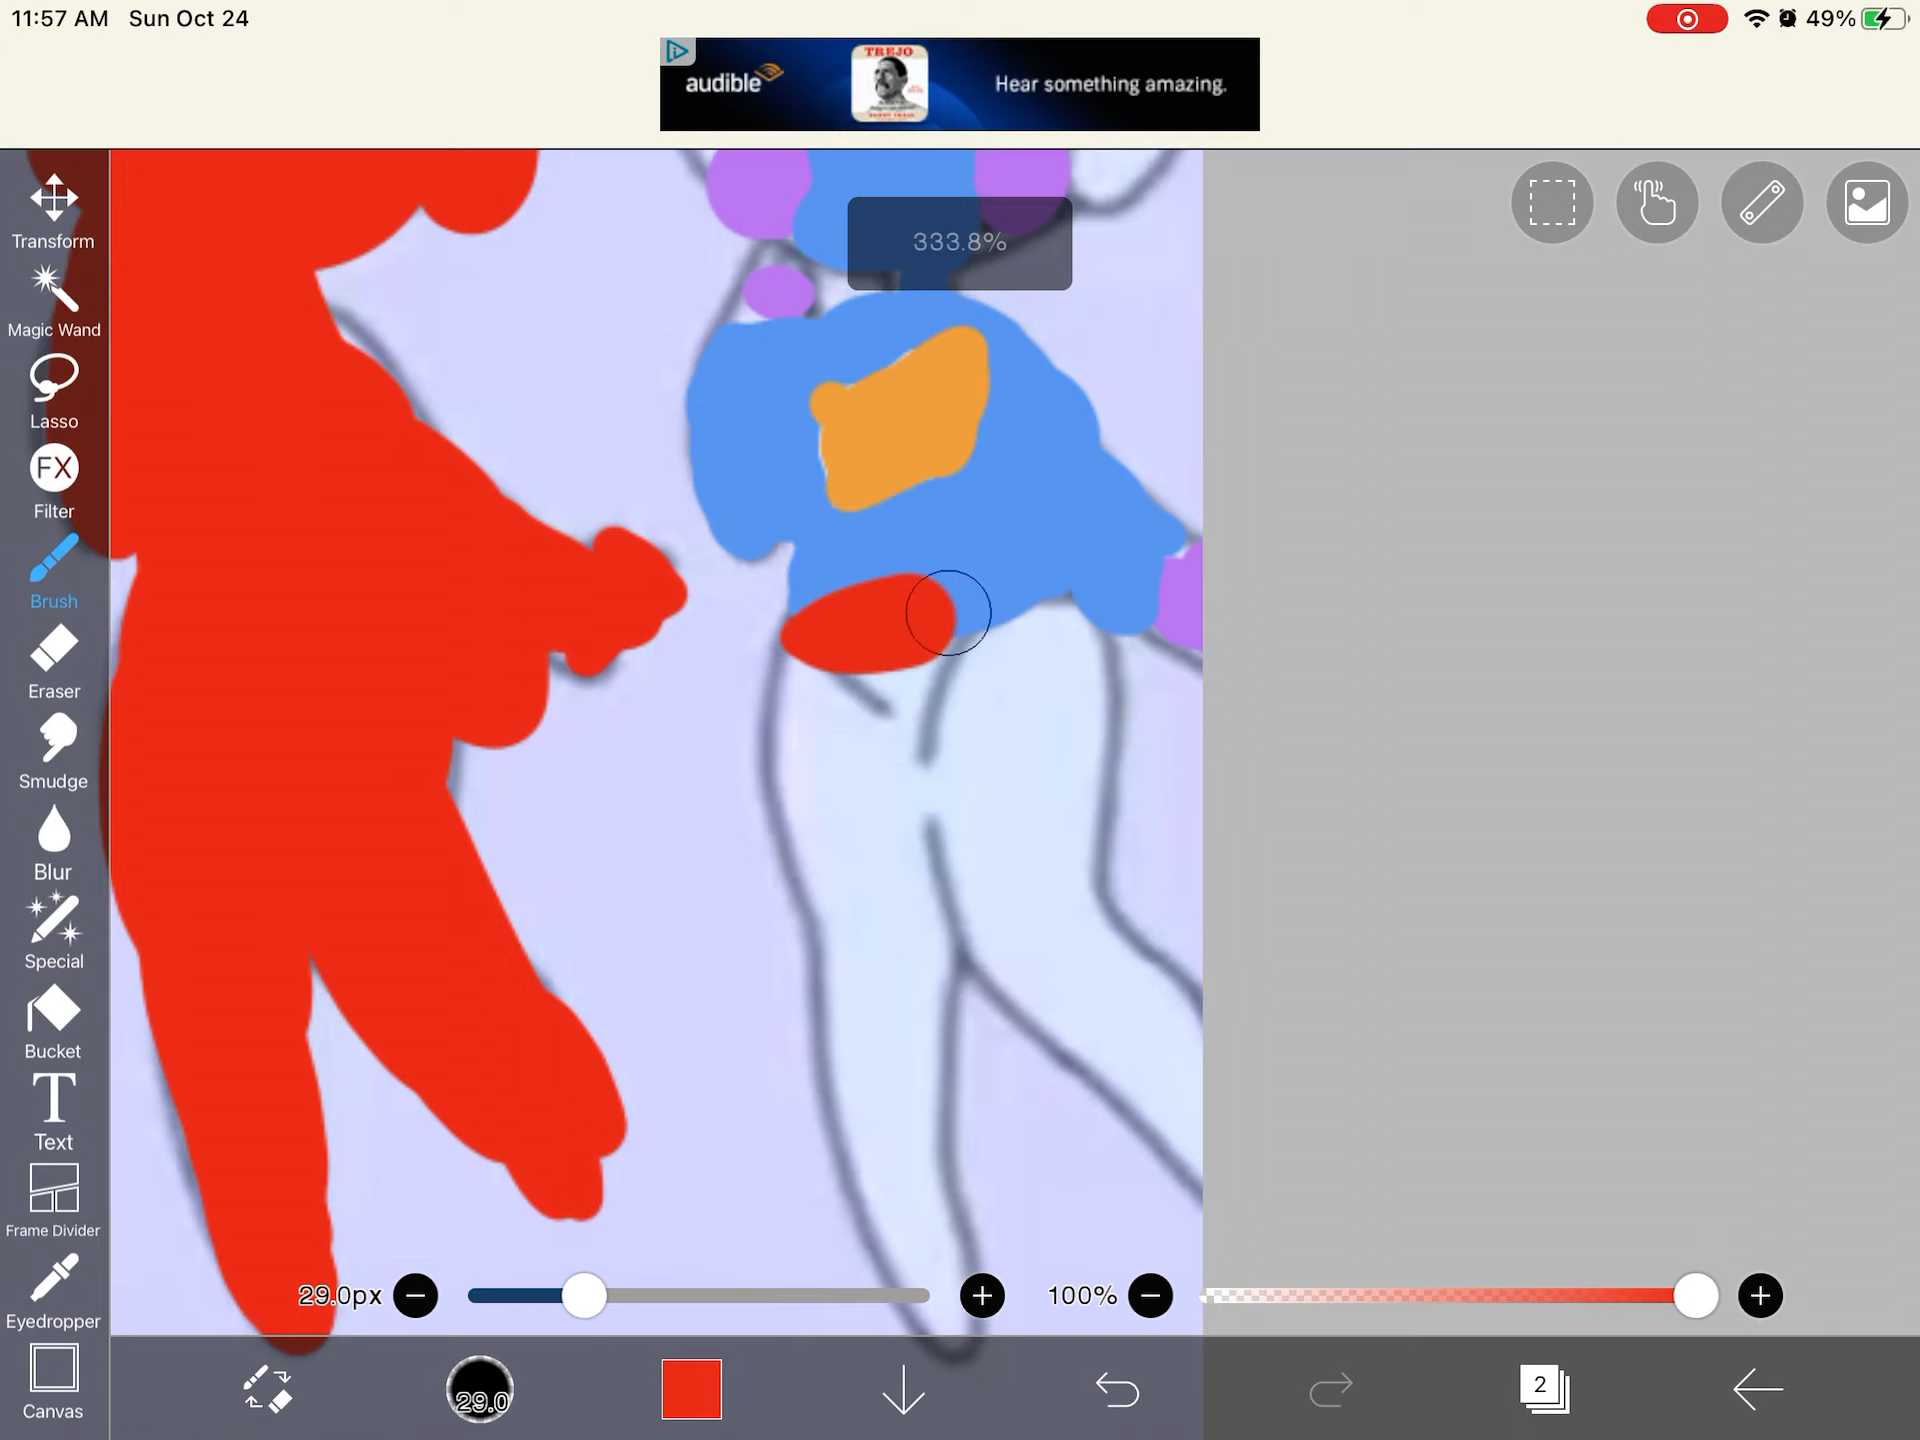 11:57 AM Sun Oct 24
49%
audible
TREJO
Hear something amazing.
333.8%
Transform
Magic Wand
Lasso
FX
Filter
Brush
Eraser
Smudge
Blur
Special
Bucket
T
Text
Frame Divider
Eyedropper
Canvas
29.0px
100%
29.0
2